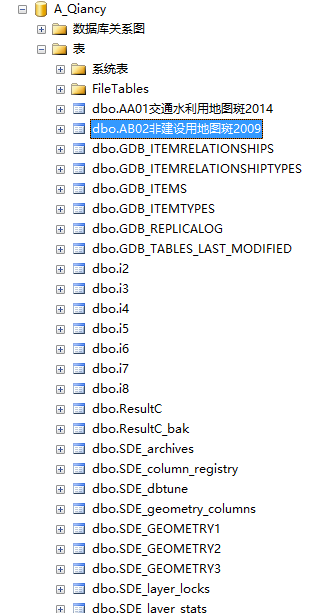 A_Qiancy
数据库关系图
表
系统表
FileTables
dbo.AA01交通水利用地图斑2014
dbo.AB02非建设用地图斑2009
dbo.GDB_ITEMRELATIONSHIPS
dbo.GDB_ITEMRELATIONSHIPTYPES
dbo.GDB_ITEMS
dbo.GDB_ITEMTYPES
dbo.GDB_REPLICALOG
dbo.GDB_TABLES_LAST_MODIFIED
dbo.i2
dbo.i3
dbo.i4
dbo.i5
dbo.i6
dbo.i7
dbo.i8
dbo.ResultC
dbo.ResultC_bak
dbo.SDE_archives
dbo.SDE_column_registry
dbo.SDE_dbtune
dbo.SDE_geometry_columns
dbo.SDE_GEOMETRY1
dbo.SDE_GEOMETRY2
dbo.SDE_GEOMETRY3
dbo.SDE_layer_locks
dbo.SDE_layer_stats